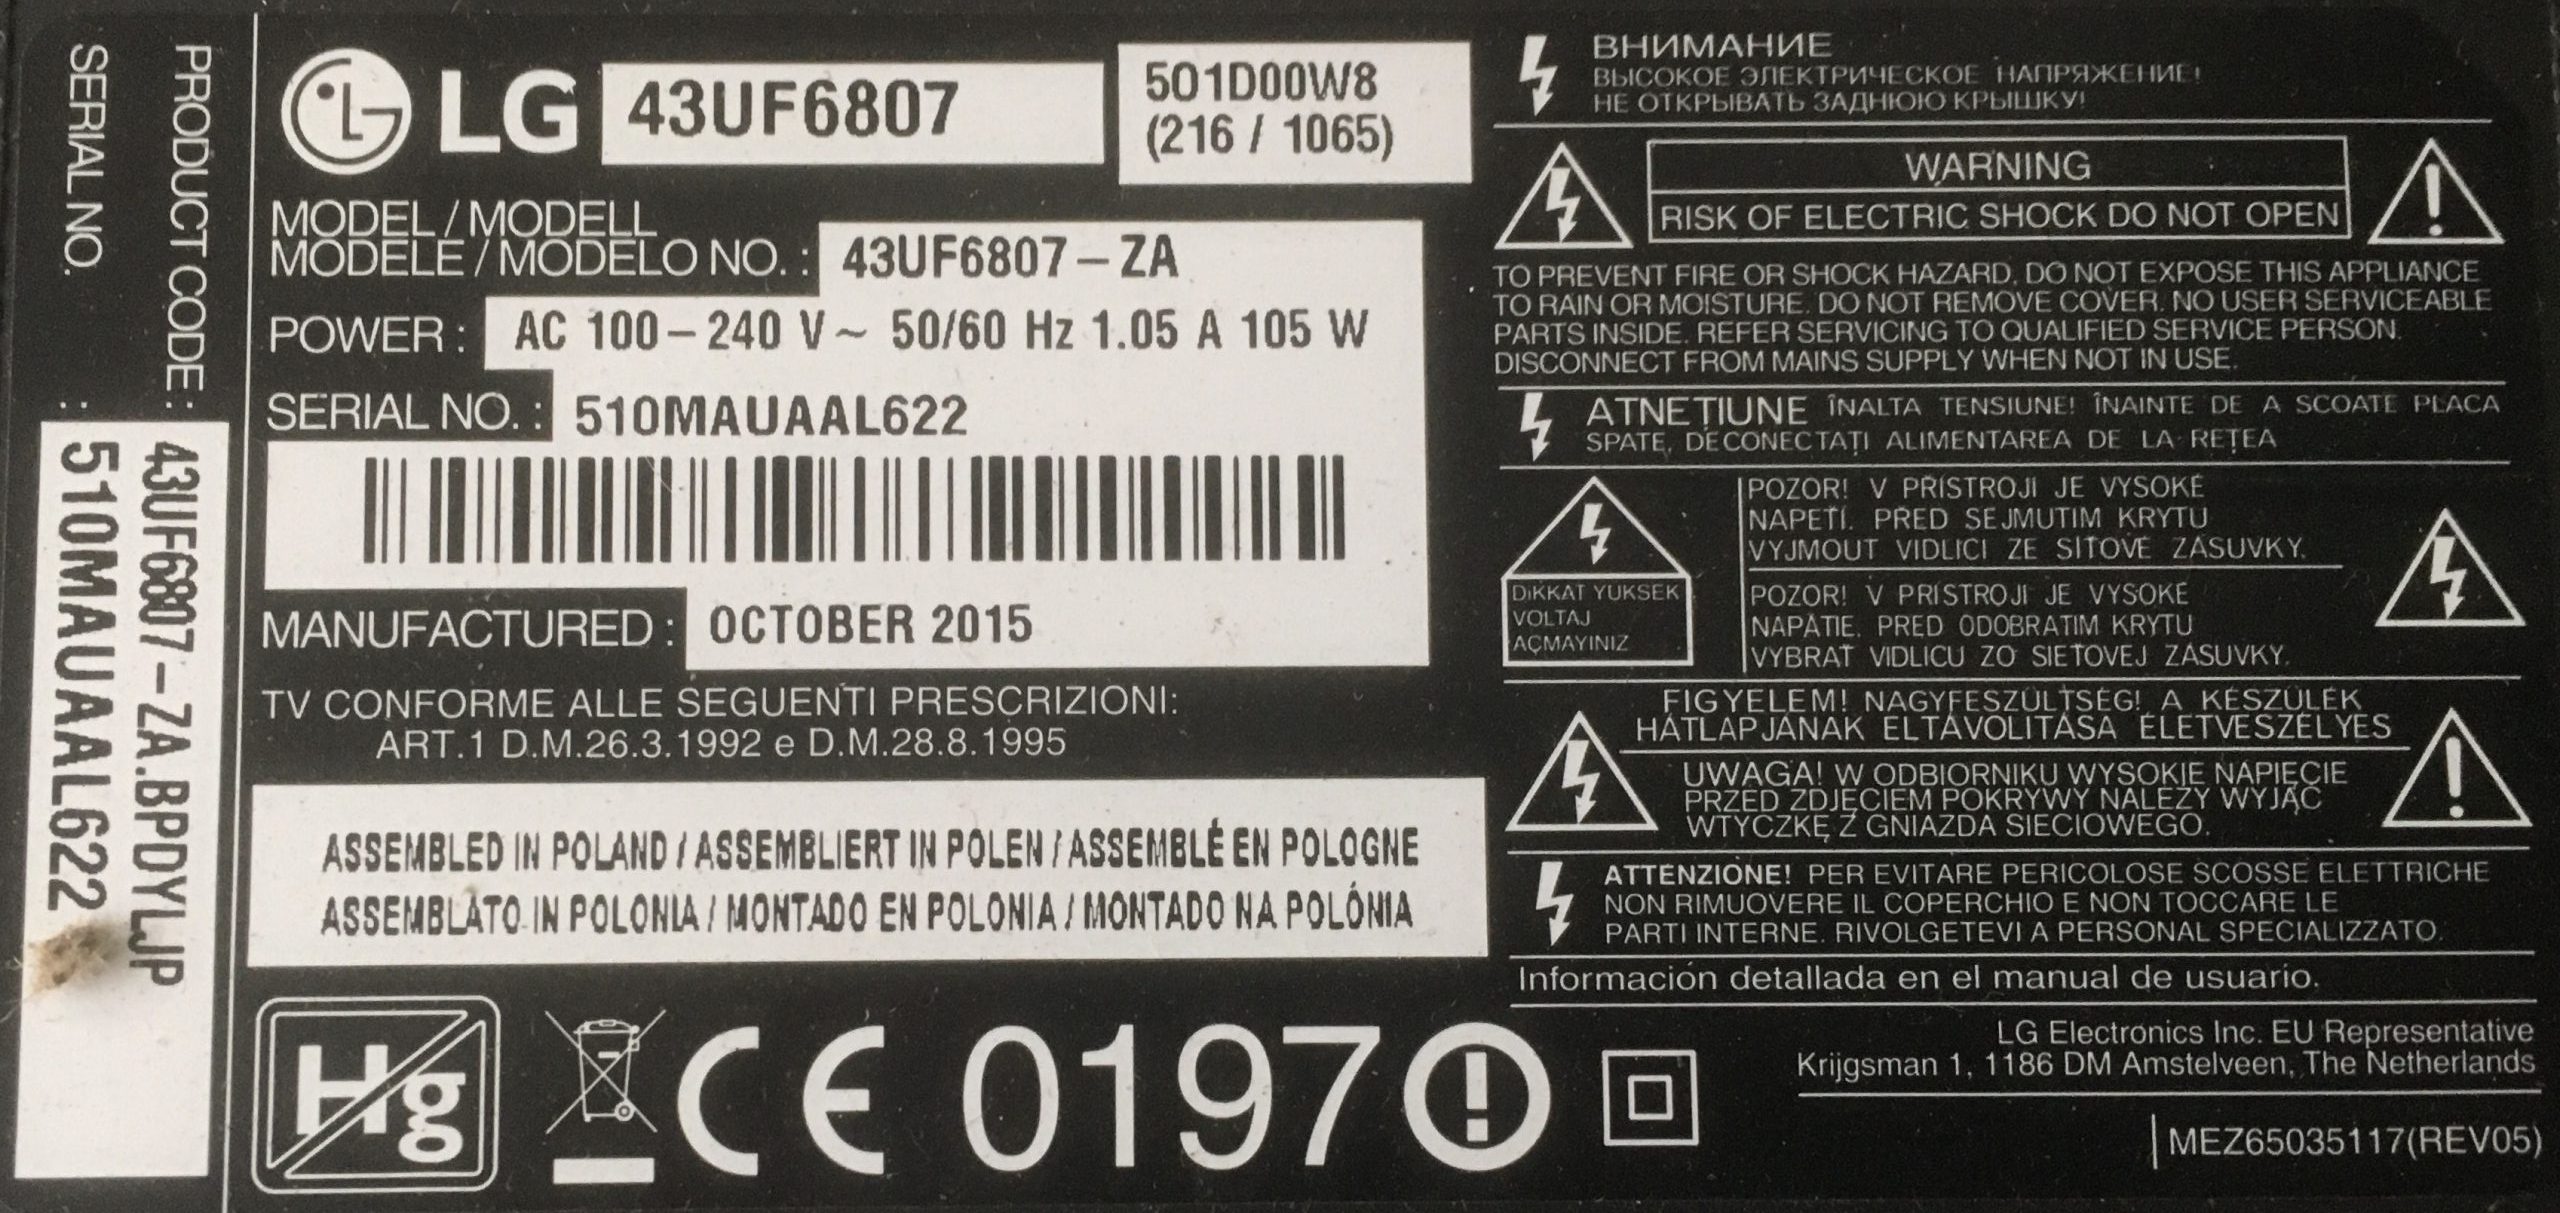 SERIAL NO. : 510MAUAAL622
PRODUCT CODE : 43UF6807-ZA.BPDYLJP
LG 43UF6807
501D00W8
(216 / 1065)
MODEL / MODELL
MODELE / MODELO NO. : 43UF6807-ZA
POWER : AC 100-240 V~ 50/60 Hz 1.05 A 105 W
SERIAL NO. : 510MAUAAL622
MANUFACTURED : OCTOBER 2015
TV CONFORME ALLE SEGUENTI PRESCRIZIONI:
ART.1 D.M.26.3.1992 e D.M.28.8.1995
ASSEMBLED IN POLAND / ASSEMBLIERT IN POLEN / ASSEMBLÉ EN POLOGNE
ASSEMBLATO IN POLONIA / MONTADO EN POLONIA / MONTADO NA POLÓNIA
Hg
CE 0197
ВНИМАНИЕ
ВЫСОКОЕ ЭЛЕКТРИЧЕСКОЕ НАПРЯЖЕНИЕ!
НЕ ОТКРЫВАТЬ ЗАДНЮЮ КРЫШКУ!
WARNING
RISK OF ELECTRIC SHOCK DO NOT OPEN
TO PREVENT FIRE OR SHOCK HAZARD, DO NOT EXPOSE THIS APPLIANCE
TO RAIN OR MOISTURE. DO NOT REMOVE COVER. NO USER SERVICEABLE
PARTS INSIDE. REFER SERVICING TO QUALIFIED SERVICE PERSON.
DISCONNECT FROM MAINS SUPPLY WHEN NOT IN USE.
ATNEȚIUNE ÎNALTA TENSIUNE! ÎNAINTE DE A SCOATE PLACA
SPATE, DECONECTAȚI ALIMENTAREA DE LA REȚEA
DiKKAT YUKSEK
VOLTAJ
AÇMAYINIZ
POZOR! V PŘÍSTROJI JE VYSOKÉ
NAPĚTÍ. PŘED SEJMUTÍM KRYTU
VYJMOUT VIDLICI ZE SÍŤOVÉ ZÁSUVKY.
POZOR! V PRÍSTROJI JE VYSOKÉ
NAPÄTIE. PRED ODOBRATÍM KRYTU
VYBRAŤ VIDLICU ZO SIEŤOVEJ ZÁSUVKY.
FIGYELEM! NAGYFESZÜLTSÉG! A KÉSZÜLÉK
HÁTLAPJÁNAK ELTÁVOLÍTÁSA ÉLETVESZÉLYES
UWAGA! W ODBIORNIKU WYSOKIE NAPIĘCIE
PRZED ZDJĘCIEM POKRYWY NALEŻY WYJĄĆ
WTYCZKĘ Z GNIAZDA SIECIOWEGO.
ATTENZIONE! PER EVITARE PERICOLOSE SCOSSE ELETTRICHE
NON RIMUOVERE IL COPERCHIO E NON TOCCARE LE
PARTI INTERNE. RIVOLGETEVI A PERSONAL SPECIALIZZATO.
Información detallada en el manual de usuario.
LG Electronics Inc. EU Representative
Krijgsman 1, 1186 DM Amstelveen, The Netherlands
MEZ65035117(REV05)